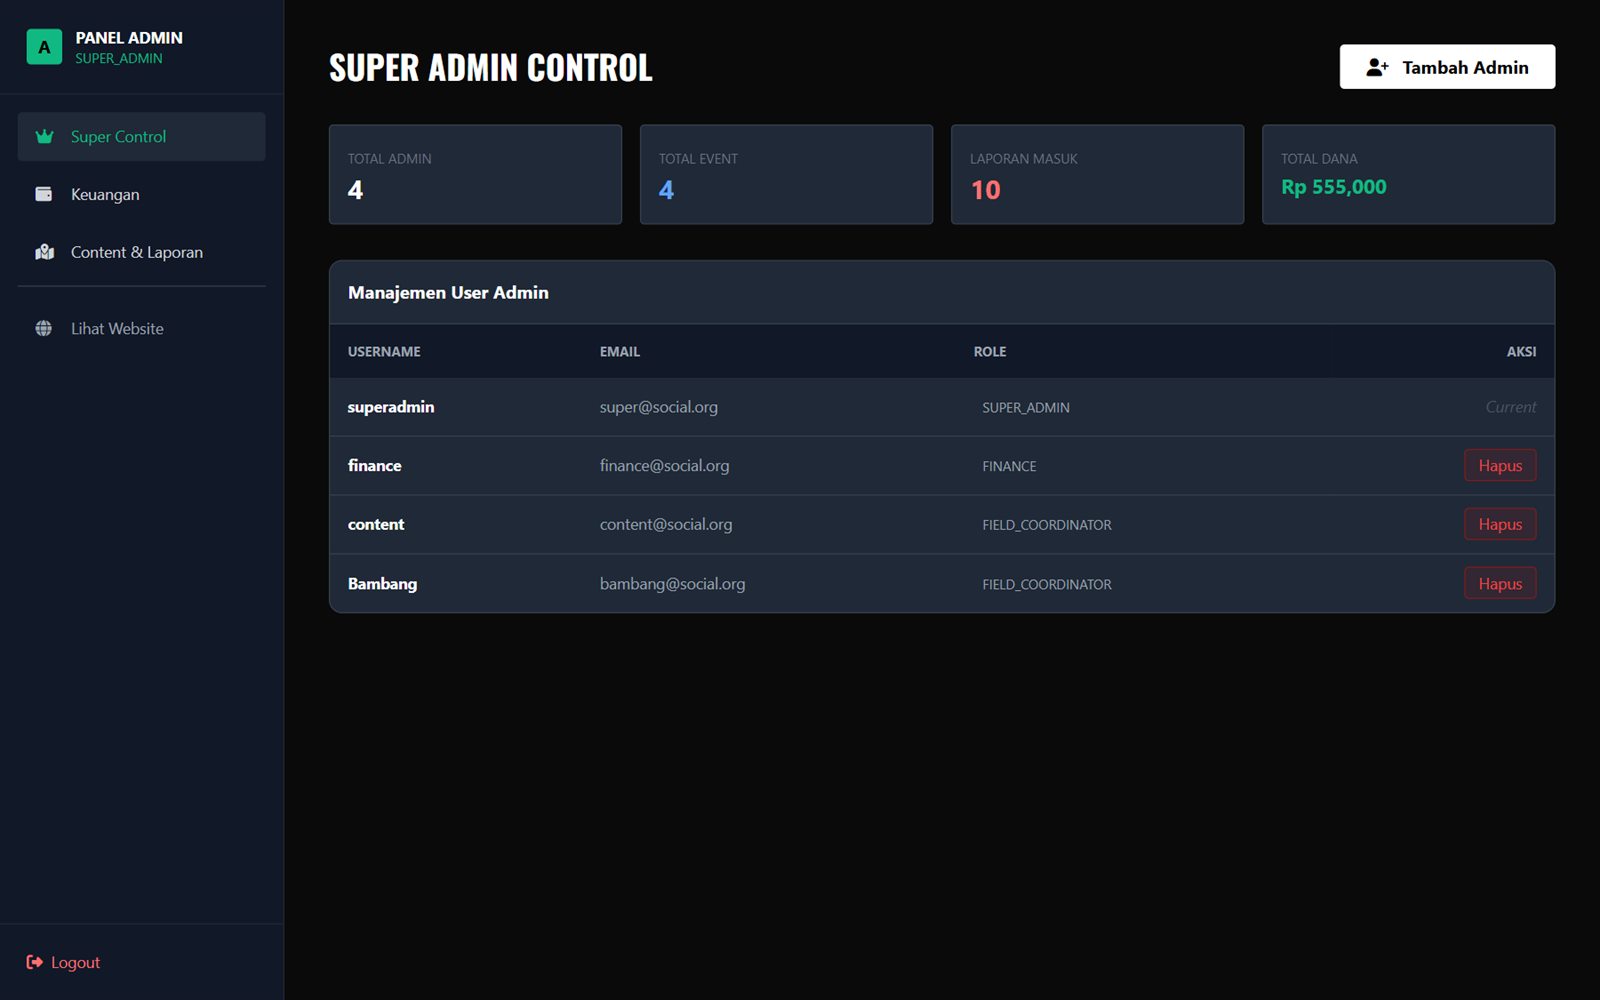 A
PANEL ADMIN
SUPER_ADMIN
Super Control
Keuangan
Content & Laporan
Lihat Website
Logout
SUPER ADMIN CONTROL
Tambah Admin
TOTAL ADMIN
4
TOTAL EVENT
4
LAPORAN MASUK
10
TOTAL DANA
Rp 555,000
Manajemen User Admin
USERNAME EMAIL ROLE AKSI
superadmin super@social.org SUPER_ADMIN Current
finance finance@social.org FINANCE Hapus
content content@social.org FIELD_COORDINATOR Hapus
Bambang bambang@social.org FIELD_COORDINATOR Hapus